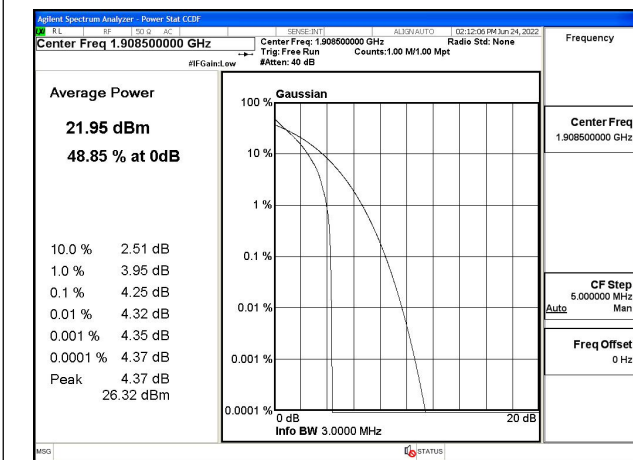 Agilent Spectrum Analyzer - Power Stat CCDF
LXI RL RF 50 Ω AC SENSE:INT ALIGN AUTO 02:12:06 PM Jun 24, 2022
Center Freq 1.908500000 GHz
Center Freq: 1.908500000 GHz Radio Std: None
Trig: Free Run Counts:1.00 M/1.00 Mpt
#IFGain:Low #Atten: 40 dB
Frequency
Center Freq
1.908500000 GHz
CF Step
5.000000 MHz
Auto Man
Freq Offset
0 Hz
Average Power
21.95 dBm
48.85 % at 0dB
10.0 % 2.51 dB
1.0 % 3.95 dB
0.1 % 4.25 dB
0.01 % 4.32 dB
0.001 % 4.35 dB
0.0001 % 4.37 dB
Peak 4.37 dB
26.32 dBm
Gaussian
100 %
10 %
1 %
0.1 %
0.01 %
0.001 %
0.0001 %
0 dB 20 dB
Info BW 3.0000 MHz
MSG STATUS